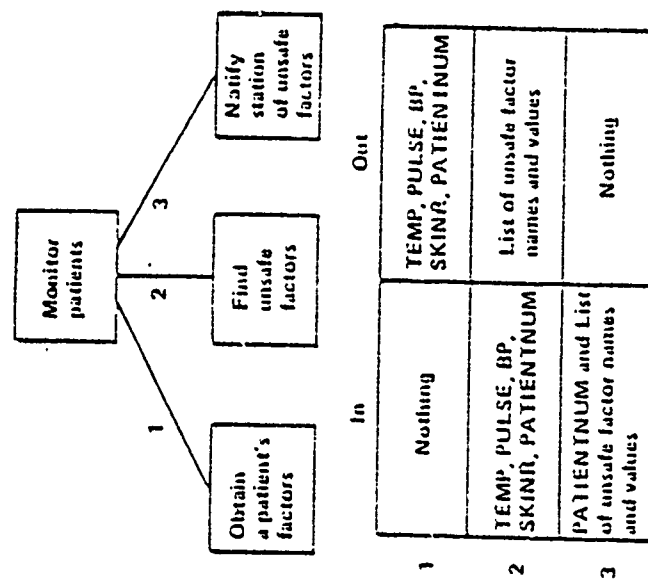 Monitor
patients
1
2
3
Obtain
a patient's
factors
Find
unsafe
factors
Notify
station
of unsafe
factors
In
Out
1
Nothing
TEMP, PULSE, BP,
SKINR, PATIENTNUM
2
TEMP, PULSE, BP,
SKINR, PATIENTNUM
List of unsafe factor
names and values
3
PATIENTNUM and List
of unsafe factor names
and values
Nothing